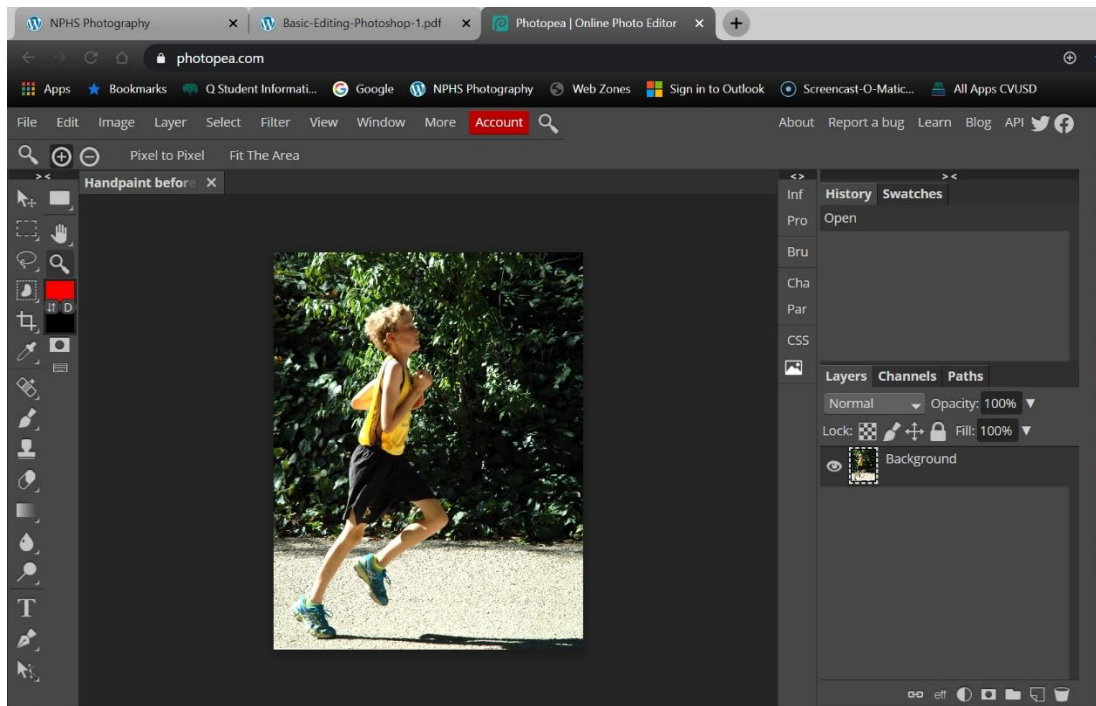 NPHS Photography
Basic-Editing-Photoshop-1.pdf
Photopea | Online Photo Editor
photopea.com
Apps Bookmarks Q Student Informati... Google NPHS Photography Web Zones Sign in to Outlook Screencast-O-Matic... All Apps CVUSD
File Edit Image Layer Select Filter View Window More Account About Report a bug Learn Blog API
Pixel to Pixel Fit The Area
Handpaint before
Inf
Pro
Bru
Cha
Par
CSS
History Swatches
Open
D
T
Layers Channels Paths
Normal Opacity: 100%
Lock: Fill: 100%
Background
eff